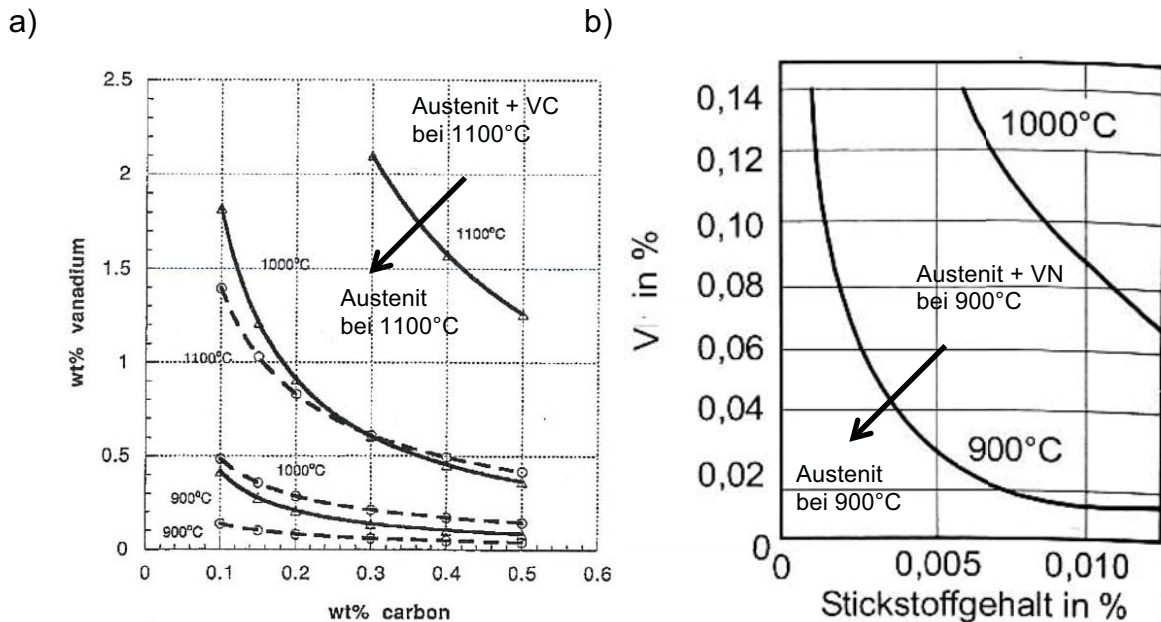 a)
2.5
2
1.5
1
0.5
0
wt% vanadium
Austenit + VC
bei 1100°C
1100°C
1000°C
Austenit
bei 1100°C
1100°C
1000°C
900°C
900°C
0
0.1
0.2
0.3
0.4
0.5
0.6
wt% carbon
b)
0,14
0,12
0,10
0,08
0,06
0,04
0,02
0
in %
1000°C
Austenit + VN
bei 900°C
900°C
Austenit
bei 900°C
0
0,005
0,010
Stickstoffgehalt in %